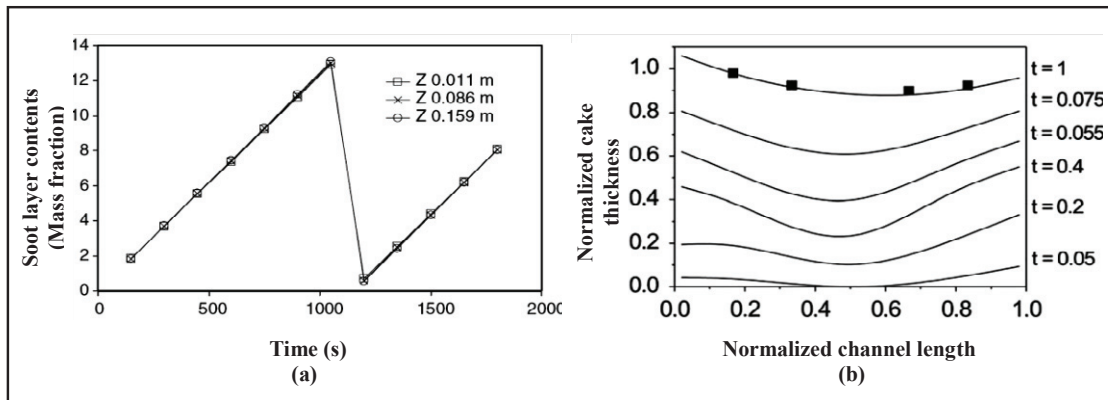 14
12
10
8
6
4
2
0
0
500
1000
1500
2000
Z 0.011 m
Z 0.086 m
Z 0.159 m
Soot layer contents
(Mass fraction)
Time (s)
(a)
1.0
0.8
0.6
0.4
0.2
0.0
0.0
0.2
0.4
0.6
0.8
1.0
t = 1
t = 0.075
t = 0.055
t = 0.4
t = 0.2
t = 0.05
Normalized cake
thickness
Normalized channel length
(b)